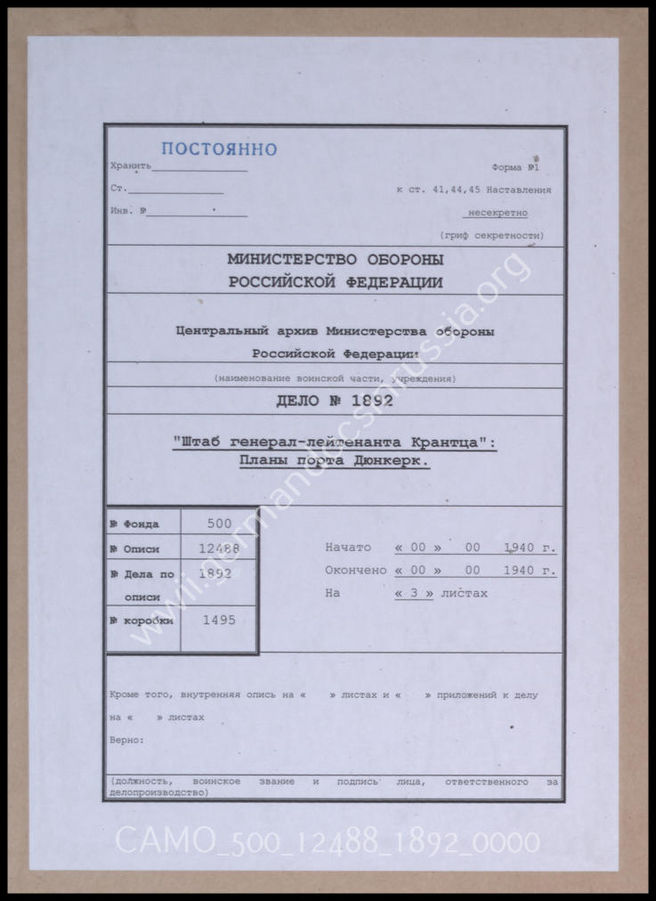 ПОСТОЯННО
Хранить
Форма №1
Ст.
к ст. 41,44,45 Наставления
Инв. №
несекретно
(гриф секретности)
МИНИСТЕРСТВО ОБОРОНЫ
РОССИЙСКОЙ ФЕДЕРАЦИИ
Центральный архив Министерства обороны
Российской Федерации
(наименование воинской части, учреждения)
ДЕЛО № 1892
"Штаб генерал-лейтенанта Крантца":
Планы порта Дюнкерк.
№ Фонда 500
№ Описи 12488
№ Дела по описи 1892
№ коробки 1495
Начато « 00 » 00 1940 г.
Окончено « 00 » 00 1940 г.
На « 3 » листах
Кроме того, внутренняя опись на « » листах и « » приложений к делу
на « » листах
Верно:
(должность, воинское звание и подпись лица, ответственного за
делопроизводство)
wwii.germandocsinrussia.org
CAMO_500_12488_1892_0000